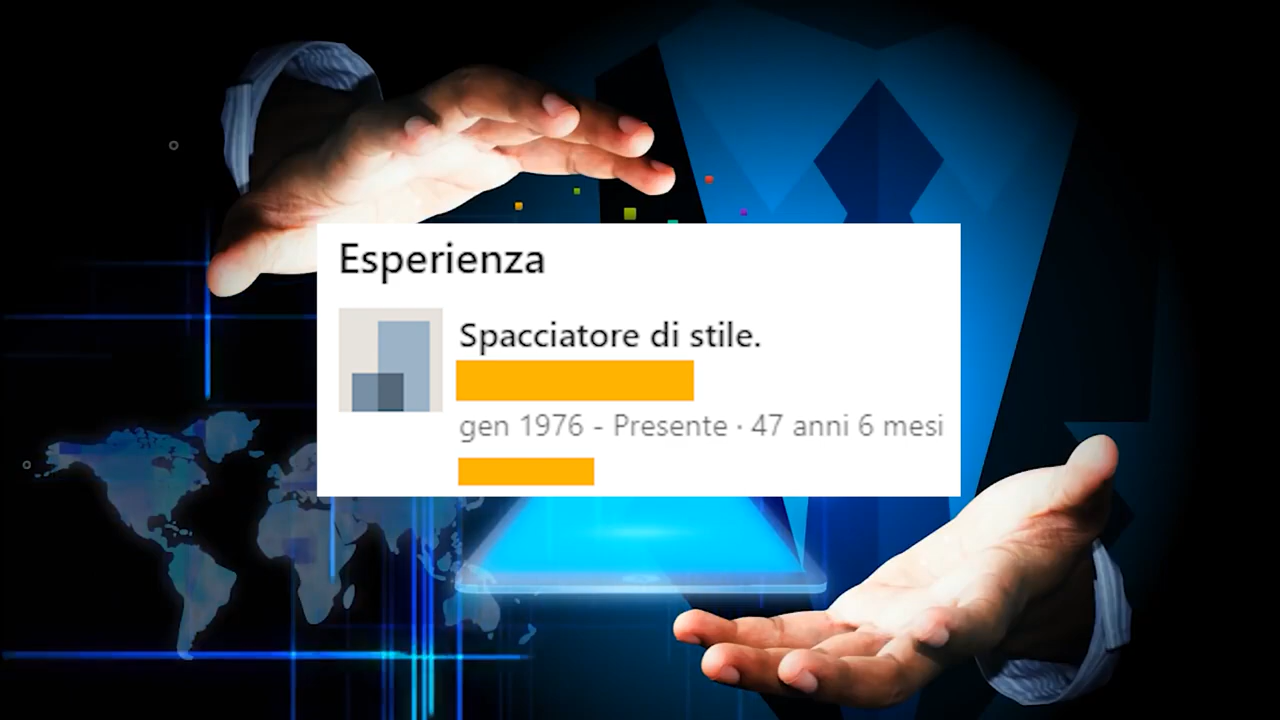 Esperienza
Spacciatore di stile.
gen 1976 - Presente · 47 anni 6 mesi